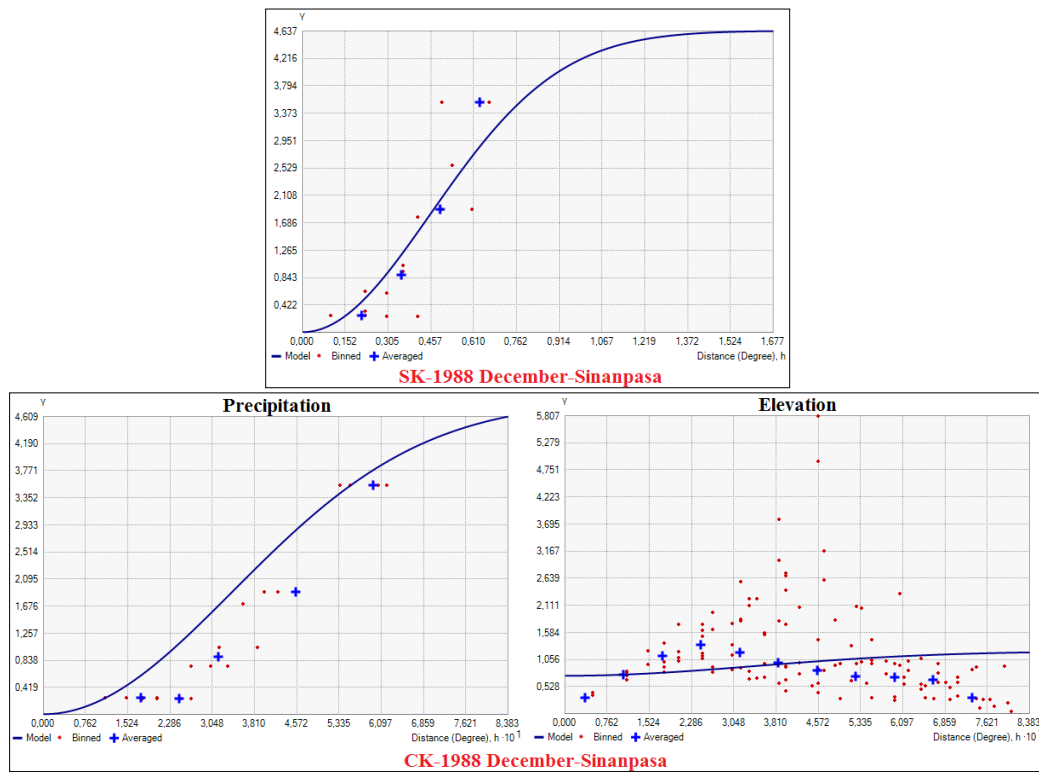 γ
4,637
4,216
3,794
3,373
2,951
2,529
2,108
1,686
1,265
0,843
0,422
0,000 0,152 0,305 0,457 0,610 0,762 0,914 1,067 1,219 1,372 1,524 1,677
Model Binned Averaged Distance (Degree), h
SK-1988 December-Sinanpasa
Precipitation
γ
4,609
4,190
3,771
3,352
2,933
2,514
2,095
1,676
1,257
0,838
0,419
0,000 0,762 1,524 2,286 3,048 3,810 4,572 5,335 6,097 6,859 7,621 8,383
Model Binned Averaged Distance (Degree), h ·10¹
Elevation
γ
5,807
5,279
4,751
4,223
3,695
3,167
2,639
2,111
1,584
1,056
0,528
0,000 0,762 1,524 2,286 3,048 3,810 4,572 5,335 6,097 6,859 7,621 8,383
Model Binned Averaged Distance (Degree), h ·10
CK-1988 December-Sinanpasa